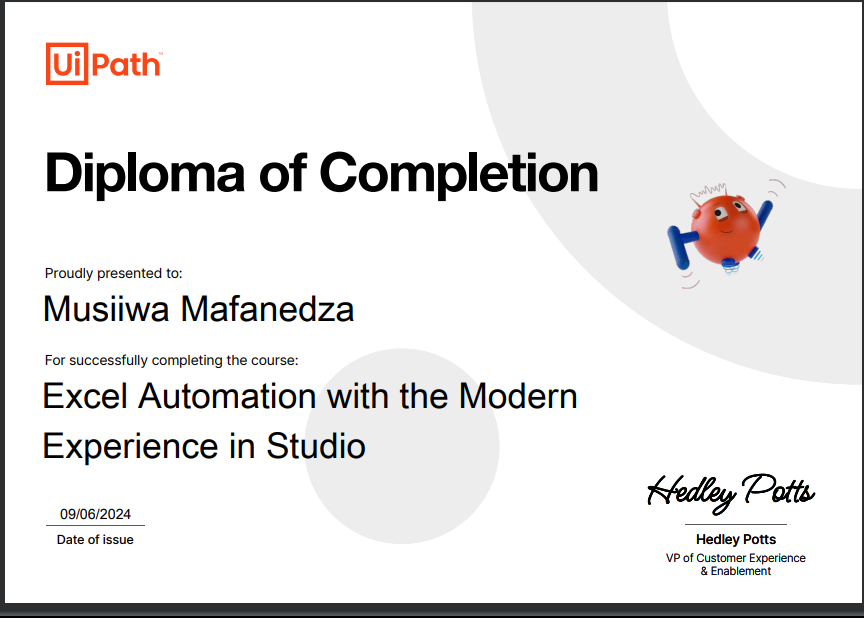 UiPath™
Diploma of Completion
Proudly presented to:
Musiiwa Mafanedza
For successfully completing the course:
Excel Automation with the Modern
Experience in Studio
09/06/2024
Date of issue
Hedley Potts
Hedley Potts
VP of Customer Experience
& Enablement